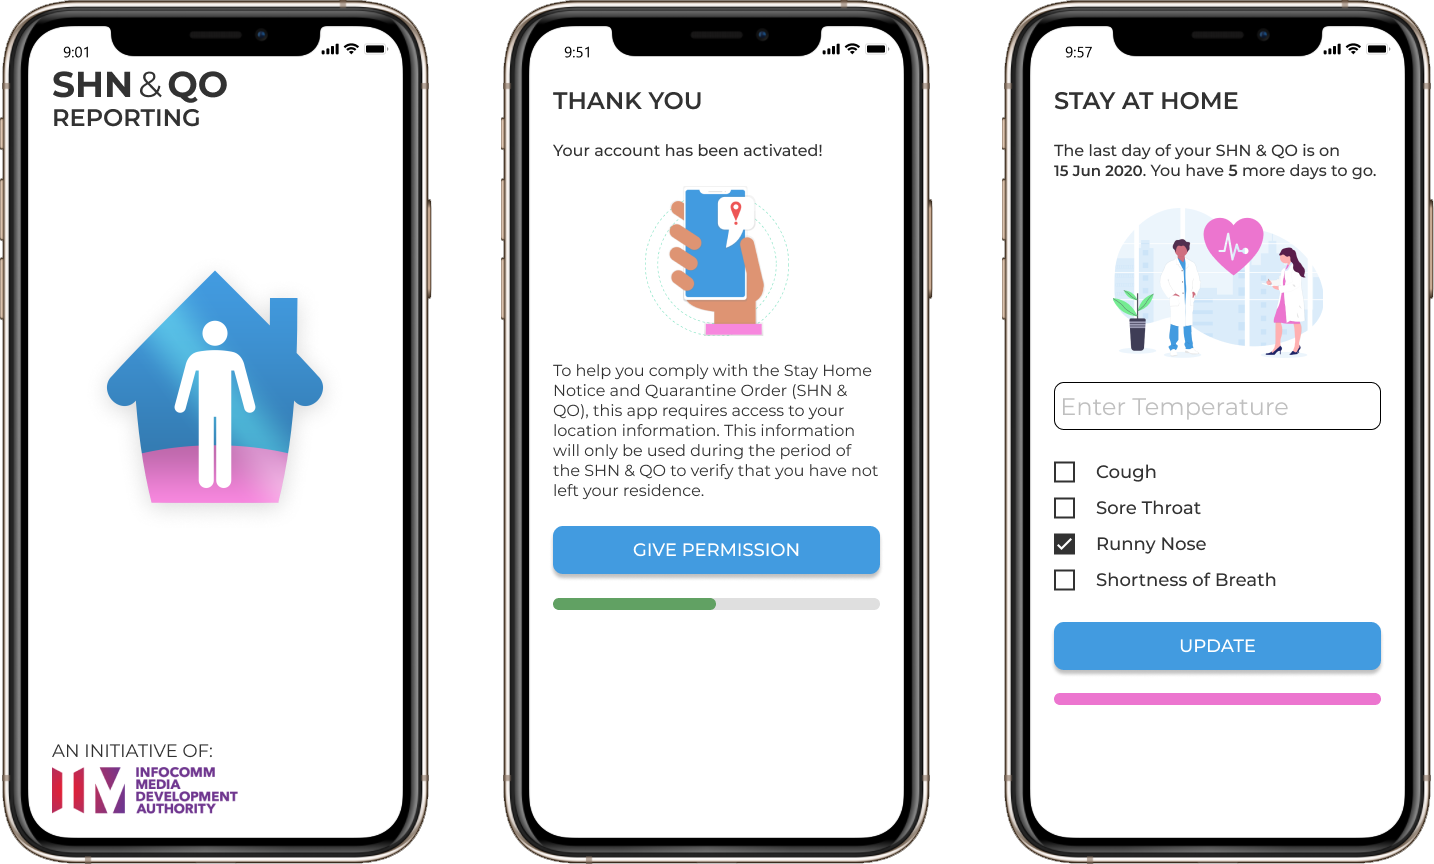 9:01
SHN & QO
REPORTING
AN INITIATIVE OF:
INFOCOMM
MEDIA
DEVELOPMENT
AUTHORITY
9:51
THANK YOU
Your account has been activated!
To help you comply with the Stay Home
Notice and Quarantine Order (SHN &
QO), this app requires access to your
location information. This information
will only be used during the period of
the SHN & QO to verify that you have not
left your residence.
GIVE PERMISSION
9:57
STAY AT HOME
The last day of your SHN & QO is on
15 Jun 2020. You have 5 more days to go.
Enter Temperature
Cough
Sore Throat
Runny Nose
Shortness of Breath
UPDATE